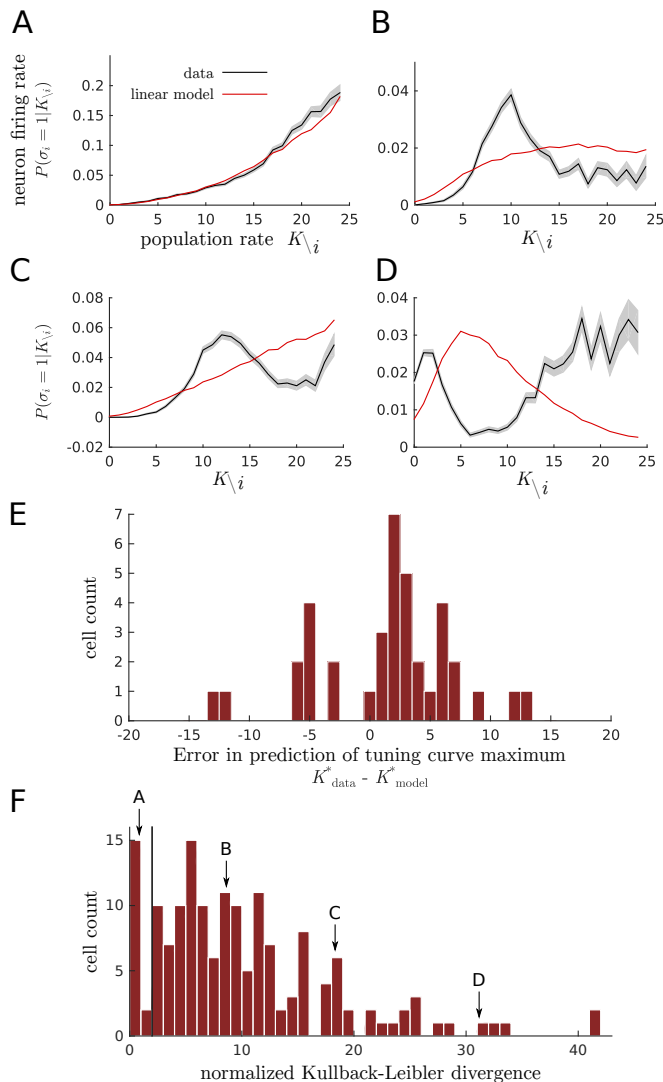 A
neuron firing rate
P(σi = 1|K\i)
data
linear model
0.2
0.15
0.1
0.05
0
0 5 10 15 20 25
population rate K\i
B
0.04
0.02
0
0 5 10 15 20 25
K\i
C
P(σi = 1|K\i)
0.08
0.06
0.04
0.02
0
-0.02
0 5 10 15 20 25
K\i
D
0.04
0.03
0.02
0.01
0
0 5 10 15 20 25
K\i
E
cell count
7
6
5
4
3
2
1
0
-20 -10 -5 0 5 10 15 20
Error in prediction of tuning curve maximum
K*data - K*model
F
A
B
C
D
cell count
15
10
5
0
0 10 20 30 40
normalized Kullback-Leibler divergence